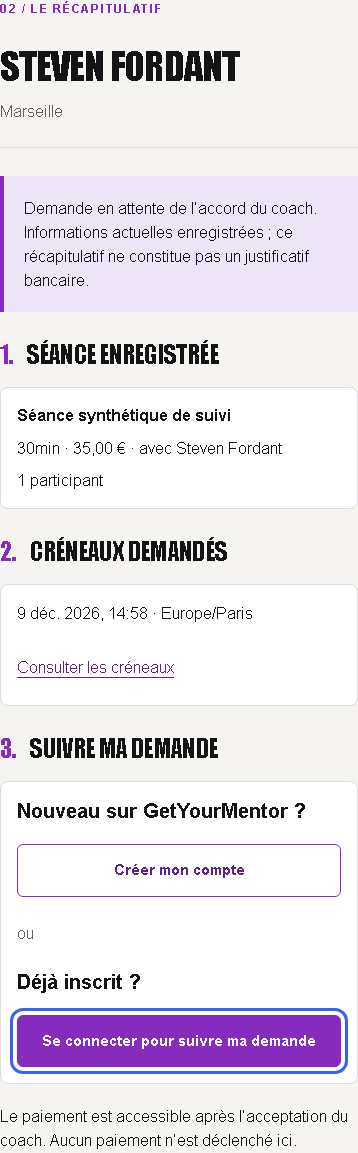 02 / LE RÉCAPITULATIF
STEVEN FORDANT
Marseille
Demande en attente de l'accord du coach.
Informations actuelles enregistrées ; ce
récapitulatif ne constitue pas un justificatif
bancaire.
1. SÉANCE ENREGISTRÉE
Séance synthétique de suivi
30min · 35,00 € · avec Steven Fordant
1 participant
2. CRÉNEAUX DEMANDÉS
9 déc. 2026, 14:58 · Europe/Paris
Consulter les créneaux
3. SUIVRE MA DEMANDE
Nouveau sur GetYourMentor ?
Créer mon compte
ou
Déjà inscrit ?
Se connecter pour suivre ma demande
Le paiement est accessible après l'acceptation du
coach. Aucun paiement n'est déclenché ici.